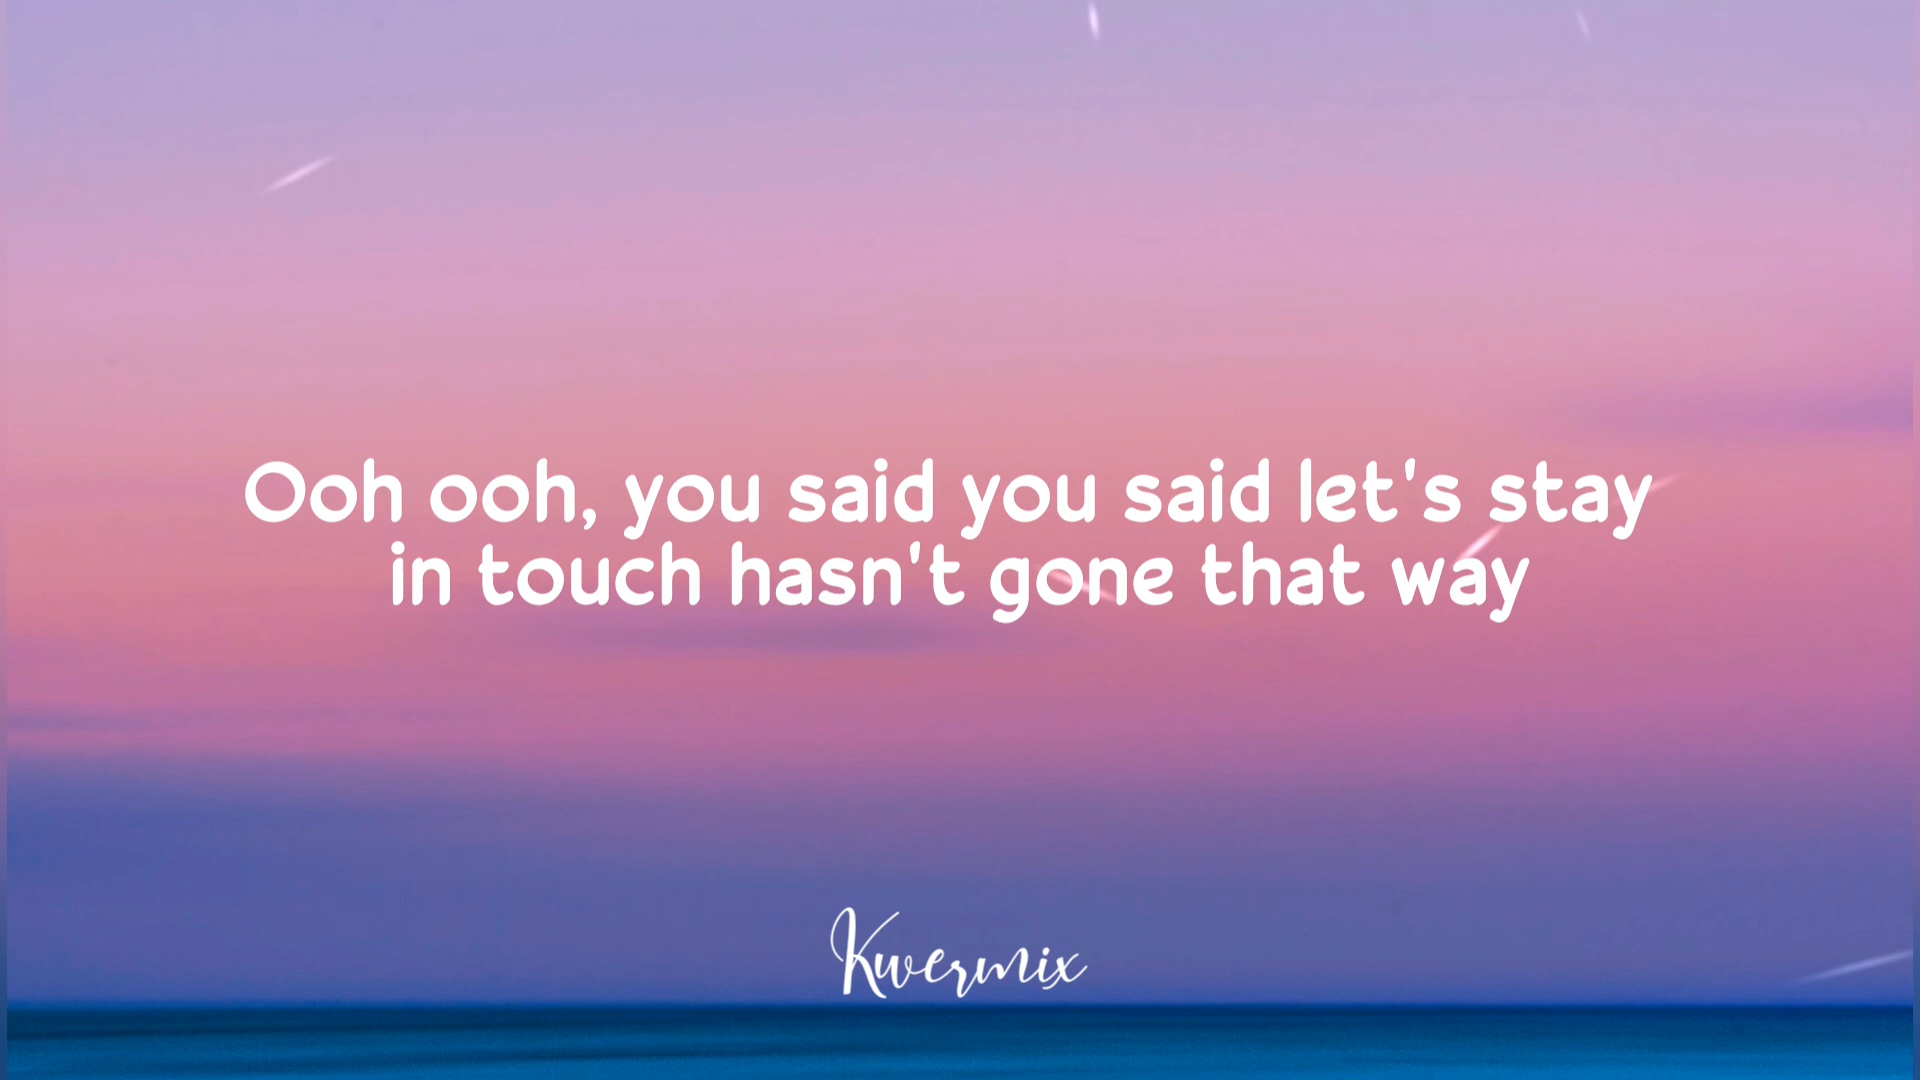 Ooh ooh, you said you said let's stay
in touch hasn't gone that way
Kwermix